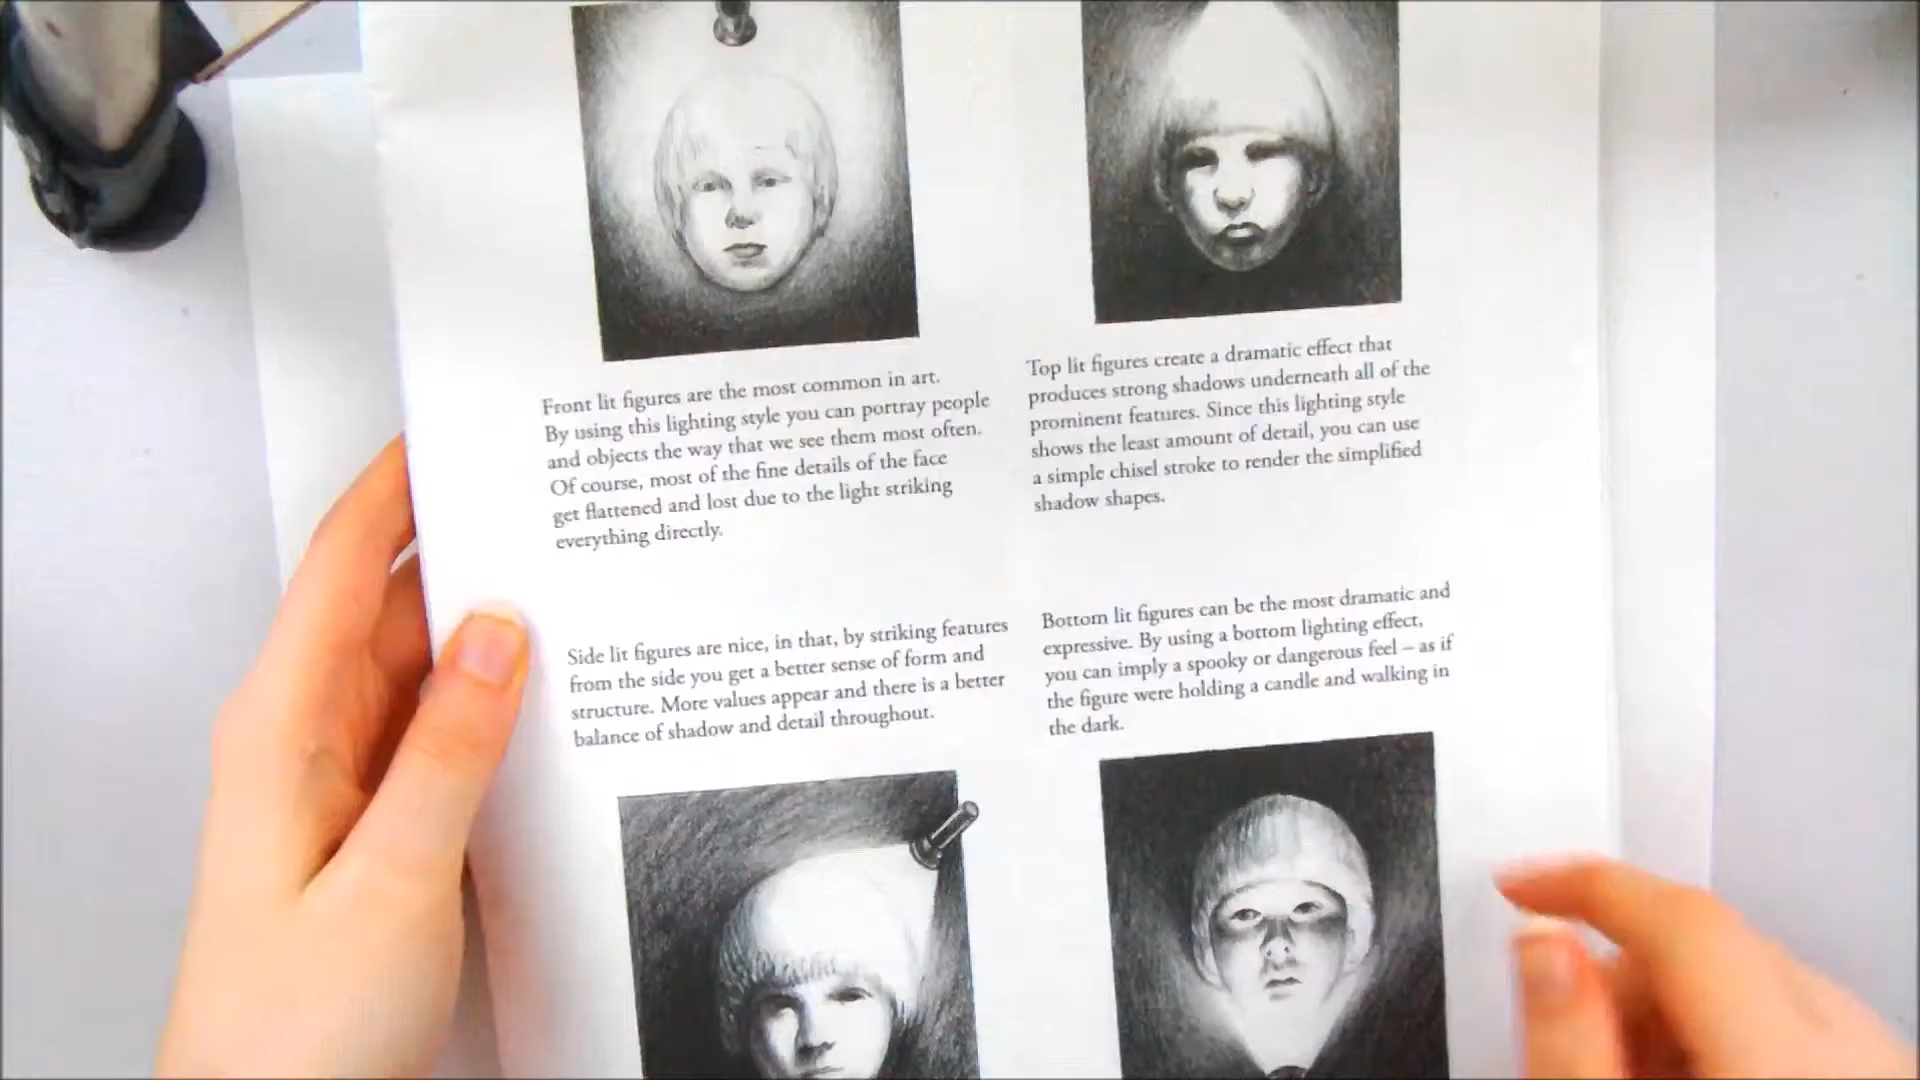 Front lit figures are the most common in art.
By using this lighting style you can portray people
and objects the way that we see them most often.
Of course, most of the fine details of the face
get flattened and lost due to the light striking
everything directly.
Top lit figures create a dramatic effect that
produces strong shadows underneath all of the
prominent features. Since this lighting style
shows the least amount of detail, you can use
a simple chisel stroke to render the simplified
shadow shapes.
Side lit figures are nice, in that, by striking features
from the side you get a better sense of form and
structure. More values appear and there is a better
balance of shadow and detail throughout.
Bottom lit figures can be the most dramatic and
expressive. By using a bottom lighting effect,
you can imply a spooky or dangerous feel – as if
the figure were holding a candle and walking in
the dark.